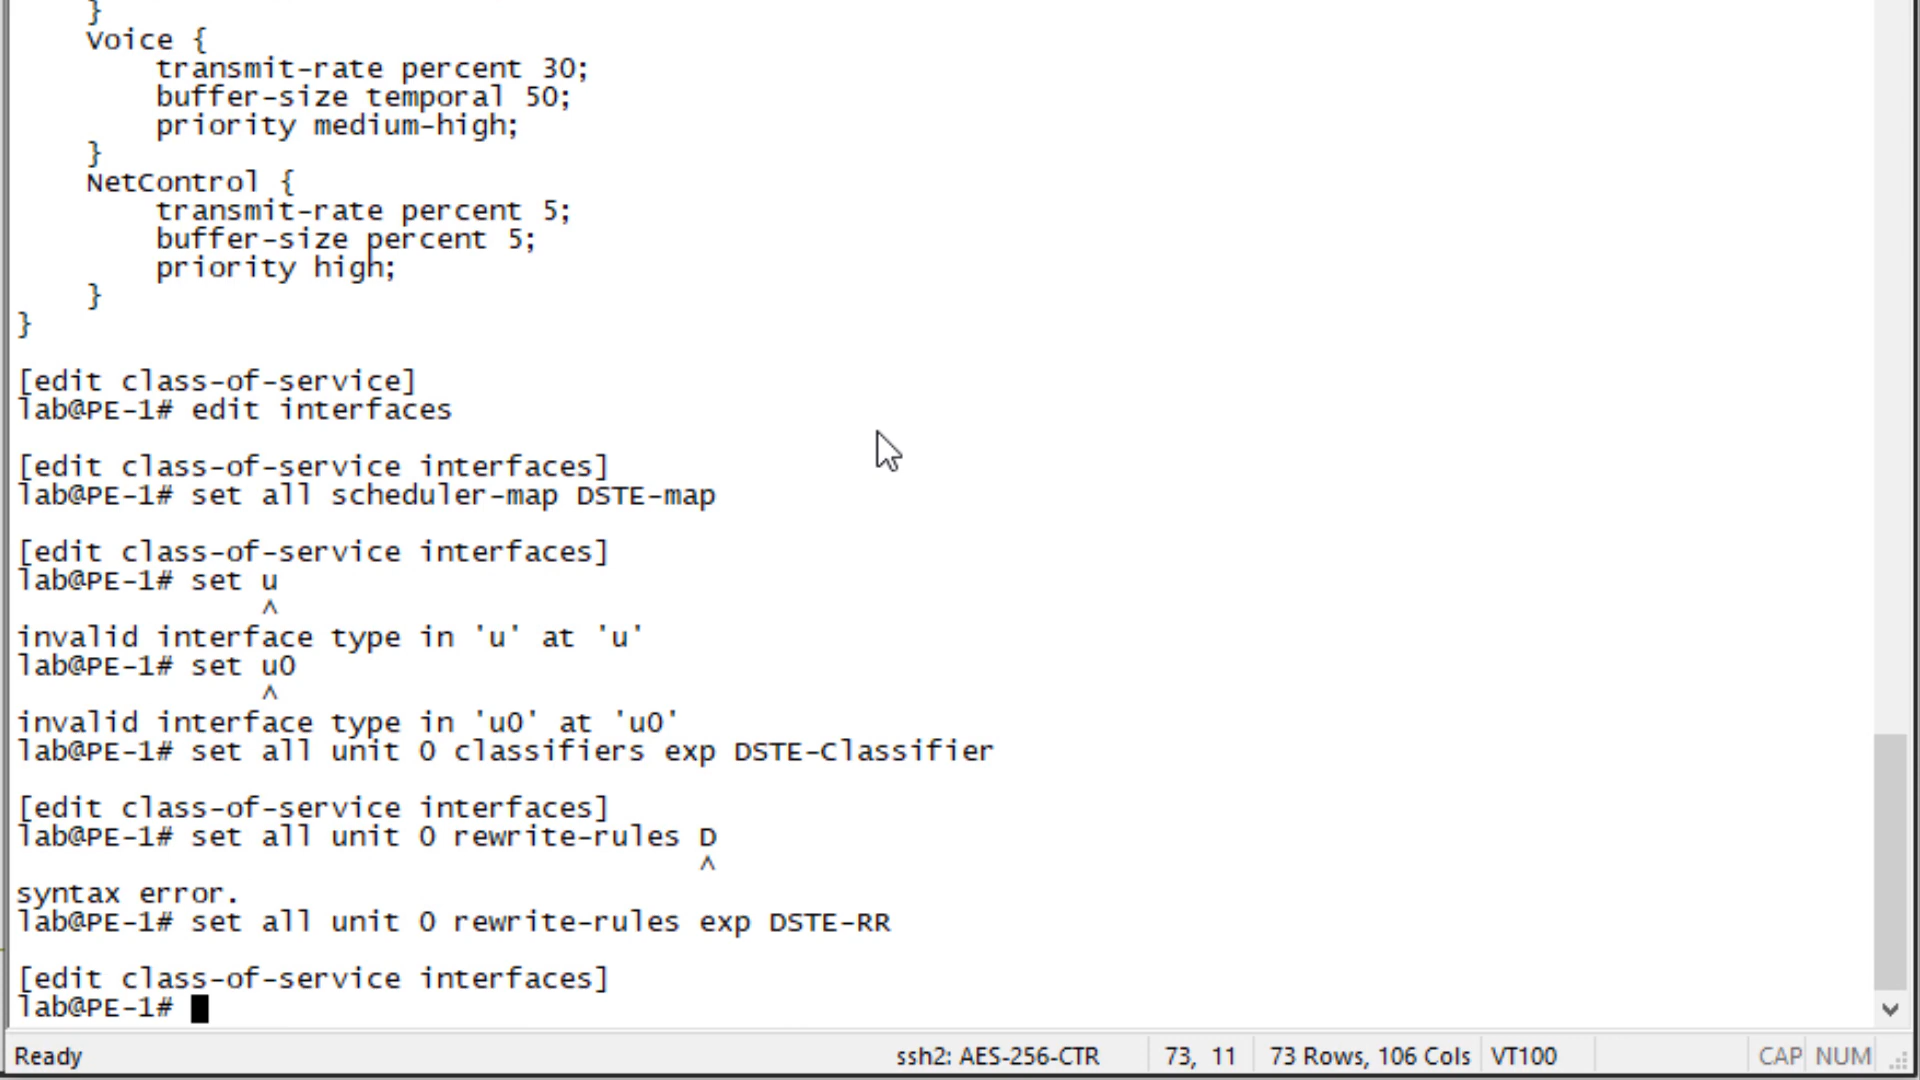 }
Voice {
transmit-rate percent 30;
buffer-size temporal 50;
priority medium-high;
}
NetControl {
transmit-rate percent 5;
buffer-size percent 5;
priority high;
}
}
[edit class-of-service]
lab@PE-1# edit interfaces
[edit class-of-service interfaces]
lab@PE-1# set all scheduler-map DSTE-map
[edit class-of-service interfaces]
lab@PE-1# set u
^
invalid interface type in 'u' at 'u'
lab@PE-1# set u0
^
invalid interface type in 'u0' at 'u0'
lab@PE-1# set all unit 0 classifiers exp DSTE-Classifier
[edit class-of-service interfaces]
lab@PE-1# set all unit 0 rewrite-rules D
^
syntax error.
lab@PE-1# set all unit 0 rewrite-rules exp DSTE-RR
[edit class-of-service interfaces]
lab@PE-1#
Ready ssh2: AES-256-CTR 73, 11 73 Rows, 106 Cols VT100 CAP NUM